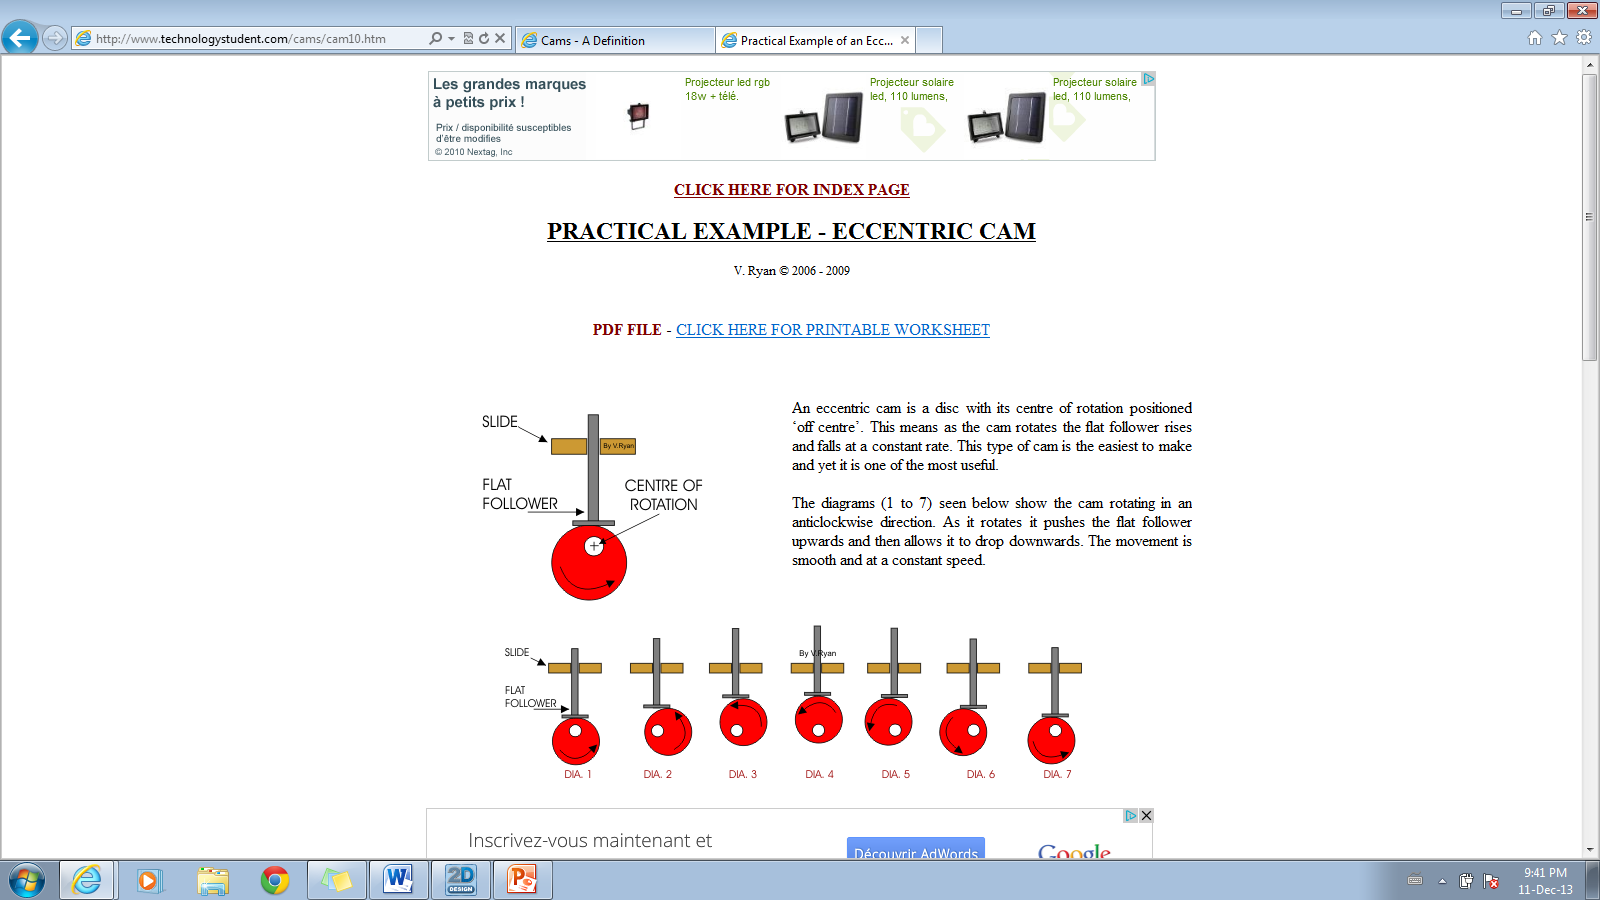 http://www.technologystudent.com/cams/cam10.htm
Cams - A Definition
Practical Example of an Ecc...
Les grandes marques
à petits prix !
Prix / disponibilité susceptibles
d'être modifies
© 2010 Nextag, Inc
Projecteur led rgb
18w + télé.
Projecteur solaire
led, 110 lumens,
Projecteur solaire
led, 110 lumens,
CLICK HERE FOR INDEX PAGE
PRACTICAL EXAMPLE - ECCENTRIC CAM
V. Ryan © 2006 - 2009
PDF FILE - CLICK HERE FOR PRINTABLE WORKSHEET
SLIDE
By V.Ryan
FLAT
FOLLOWER
CENTRE OF
ROTATION
An eccentric cam is a disc with its centre of rotation positioned
‘off centre’. This means as the cam rotates the flat follower rises
and falls at a constant rate. This type of cam is the easiest to make
and yet it is one of the most useful.
The diagrams (1 to 7) seen below show the cam rotating in an
anticlockwise direction. As it rotates it pushes the flat follower
upwards and then allows it to drop downwards. The movement is
smooth and at a constant speed.
SLIDE
FLAT
FOLLOWER
By V.Ryan
DIA. 1
DIA. 2
DIA. 3
DIA. 4
DIA. 5
DIA. 6
DIA. 7
Inscrivez-vous maintenant et
Découvrir AdWords
Google
W
2D
DESIGN
P
9:41 PM
11-Dec-13